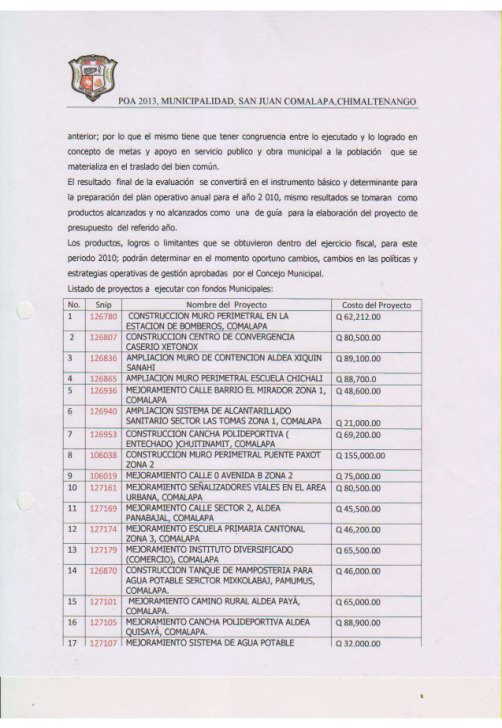 POA 2013, MUNICIPALIDAD, SAN JUAN COMALAPA,CHIMALTENANGO
anterior; por lo que el mismo tiene que tener congruencia entre lo ejecutado y lo logrado en
concepto de metas y apoyo en servicio publico y obra municipal a la población que se
materializa en el traslado del bien común.
El resultado final de la evaluación se convertirá en el instrumento básico y determinante para
la preparación del plan operativo anual para el año 2 010, mismo resultados se tomaran como
productos alcanzados y no alcanzados como una de guía para la elaboración del proyecto de
presupuesto del referido año.
Los productos, logros o limitantes que se obtuvieron dentro del ejercicio fiscal, para este
periodo 2010; podrán determinar en el momento oportuno cambios, cambios en las políticas y
estrategias operativas de gestión aprobadas por el Concejo Municipal.
Listado de proyectos a ejecutar con fondos Municipales:
No. Snip Nombre del Proyecto Costo del Proyecto
1 126780 CONSTRUCCION MURO PERIMETRAL EN LA Q 62,212.00
ESTACION DE BOMBEROS, COMALAPA
2 126807 CONSTRUCCION CENTRO DE CONVERGENCIA Q 80,500.00
CASERIO XETONOX
3 126836 AMPLIACION MURO DE CONTENCION ALDEA XIQUIN Q 89,100.00
SANAHI
4 126865 AMPLIACION MURO PERIMETRAL ESCUELA CHICHALI Q 88,700.0
5 126936 MEJORAMIENTO CALLE BARRIO EL MIRADOR ZONA 1, Q 48,600.00
COMALAPA
6 126940 AMPLIACION SISTEMA DE ALCANTARILLADO
SANITARIO SECTOR LAS TOMAS ZONA 1, COMALAPA Q 21,000.00
7 126953 CONSTRUCCION CANCHA POLIDEPORTIVA ( Q 69,200.00
ENTECHADO )CHUITINAMIT, COMALAPA
8 106038 CONSTRUCCION MURO PERIMETRAL PUENTE PAXOT Q 155,000.00
ZONA 2
9 106019 MEJORAMIENTO CALLE 0 AVENIDA B ZONA 2 Q 75,000.00
10 127161 MEJORAMIENTO SEÑALIZADORES VIALES EN EL AREA Q 80,500.00
URBANA, COMALAPA
11 127169 MEJORAMIENTO CALLE SECTOR 2, ALDEA Q 45,500.00
PANABAJAL, COMALAPA
12 127174 MEJORAMIENTO ESCUELA PRIMARIA CANTONAL Q 46,200.00
ZONA 3, COMALAPA
13 127179 MEJORAMIENTO INSTITUTO DIVERSIFICADO Q 65,500.00
(COMERCIO), COMALAPA
14 126870 CONSTRUCCION TANQUE DE MAMPOSTERIA PARA Q 46,000.00
AGUA POTABLE SERCTOR MIXKOLABAJ, PAMUMUS,
COMALAPA.
15 127101 MEJORAMIENTO CAMINO RURAL ALDEA PAYÁ, Q 65,000.00
COMALAPA.
16 127105 MEJORAMIENTO CANCHA POLIDEPORTIVA ALDEA Q 88,900.00
QUISAYÁ, COMALAPA.
17 127107 MEJORAMIENTO SISTEMA DE AGUA POTABLE Q 32,000.00